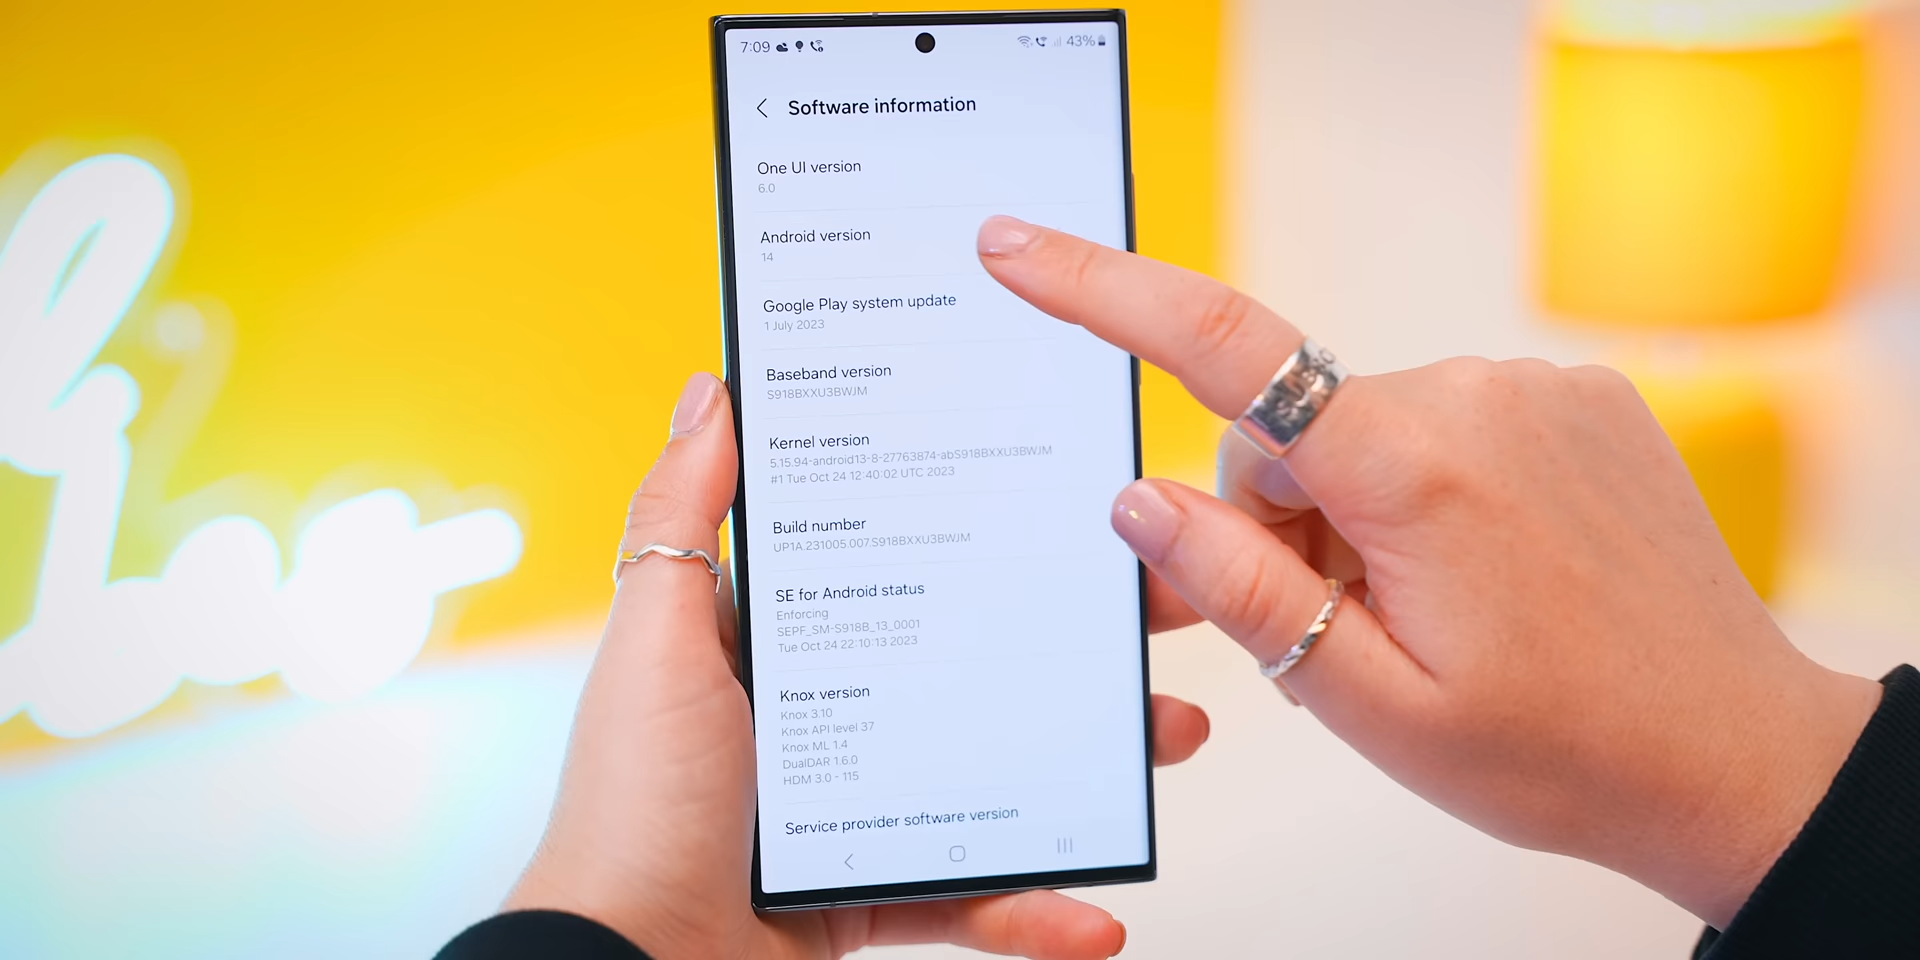 7:09
43%
Software information
One UI version
6.0
Android version
14
Google Play system update
1 July 2023
Baseband version
S918BXXU3BWJM
Kernel version
5.15.94-android13-8-27763874-abS918BXXU3BWJM
#1 Tue Oct 24 12:40:02 UTC 2023
Build number
UP1A.231005.007.S918BXXU3BWJM
SE for Android status
Enforcing
SEPF_SM-S918B_13_0001
Tue Oct 24 22:10:13 2023
Knox version
Knox 3.10
Knox API level 37
Knox ML 1.4
DualDAR 1.6.0
HDM 3.0 - 115
Service provider software version